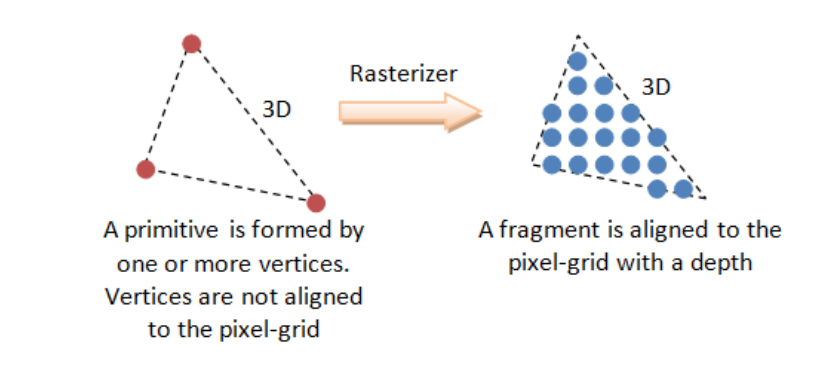 Rasterizer
3D
3D
A primitive is formed by
one or more vertices.
Vertices are not aligned
to the pixel-grid
A fragment is aligned to the
pixel-grid with a depth